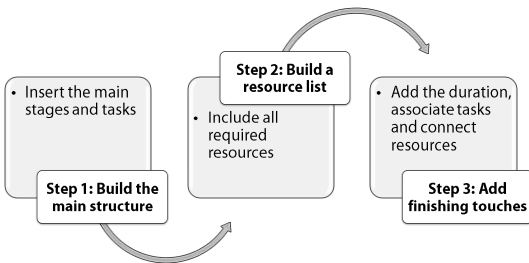 • Insert the main
stages and tasks
Step 1: Build the
main structure
Step 2: Build a
resource list
• Include all
required
resources
• Add the duration,
associate tasks
and connect
resources
Step 3: Add
finishing touches